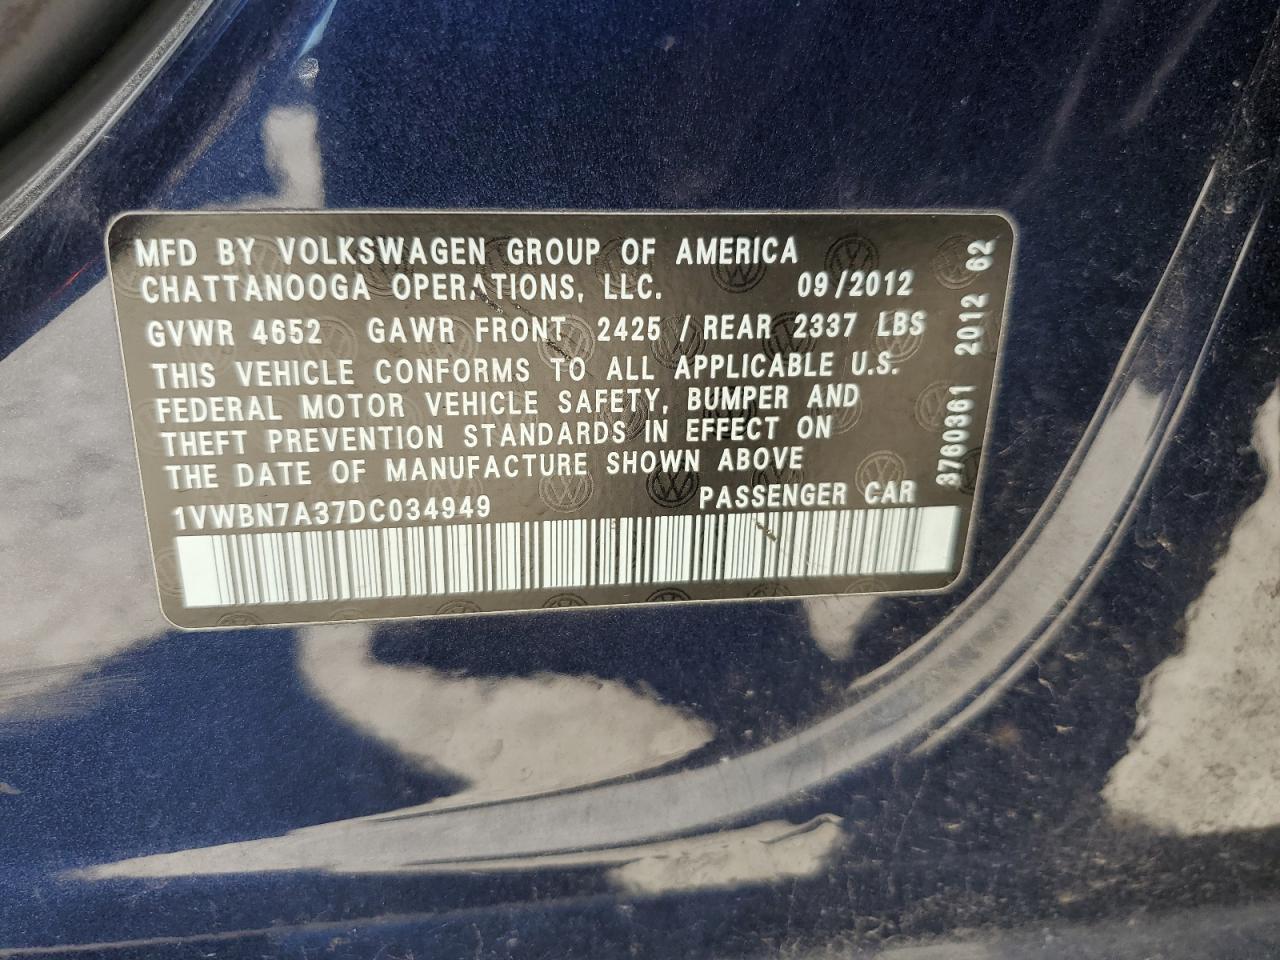 MFD BY VOLKSWAGEN GROUP OF AMERICA
CHATTANOOGA OPERATIONS, LLC. 09/2012
GVWR 4652 GAWR FRONT 2425 / REAR 2337 LBS
THIS VEHICLE CONFORMS TO ALL APPLICABLE U.S.
FEDERAL MOTOR VEHICLE SAFETY, BUMPER AND
THEFT PREVENTION STANDARDS IN EFFECT ON
THE DATE OF MANUFACTURE SHOWN ABOVE
1VWBN7A37DC034949 PASSENGER CAR
3760361 2012 62